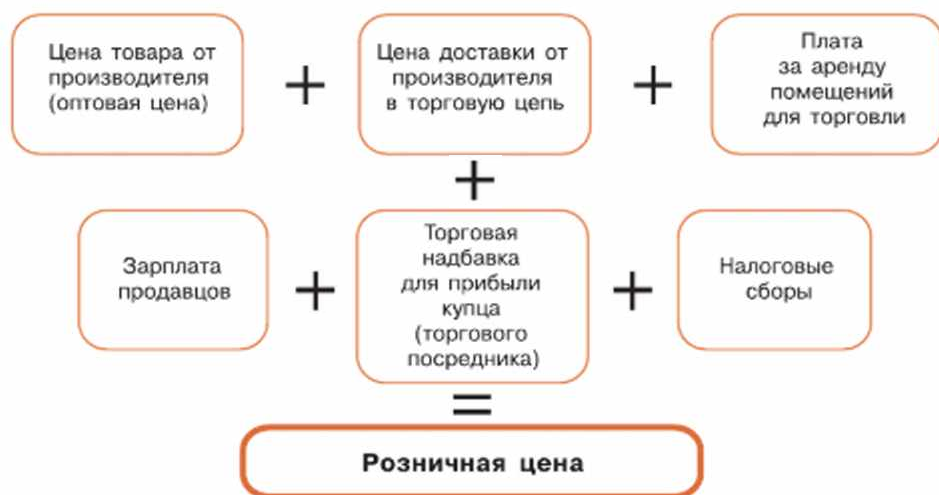 Цена товара от
производителя
(оптовая цена)
+
Цена доставки от
производителя
в торговую цепь
+
Плата
за аренду
помещений
для торговли
+
Зарплата
продавцов
+
Торговая
надбавка
для прибыли
купца
(торгового
посредника)
+
Налоговые
сборы
=
Розничная цена